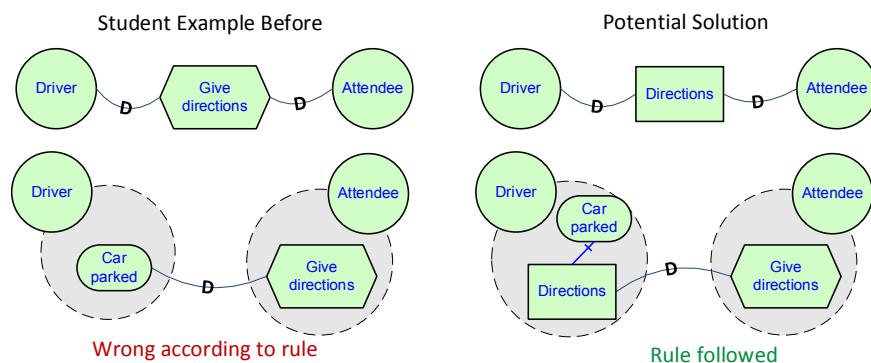 Student Example Before
Potential Solution
Driver
D
Give
directions
D
Attendee
Driver
D
Directions
D
Attendee
Driver
Attendee
Car
parked
D
Give
directions
Driver
Attendee
Car
parked
Directions
D
Give
directions
Wrong according to rule
Rule followed